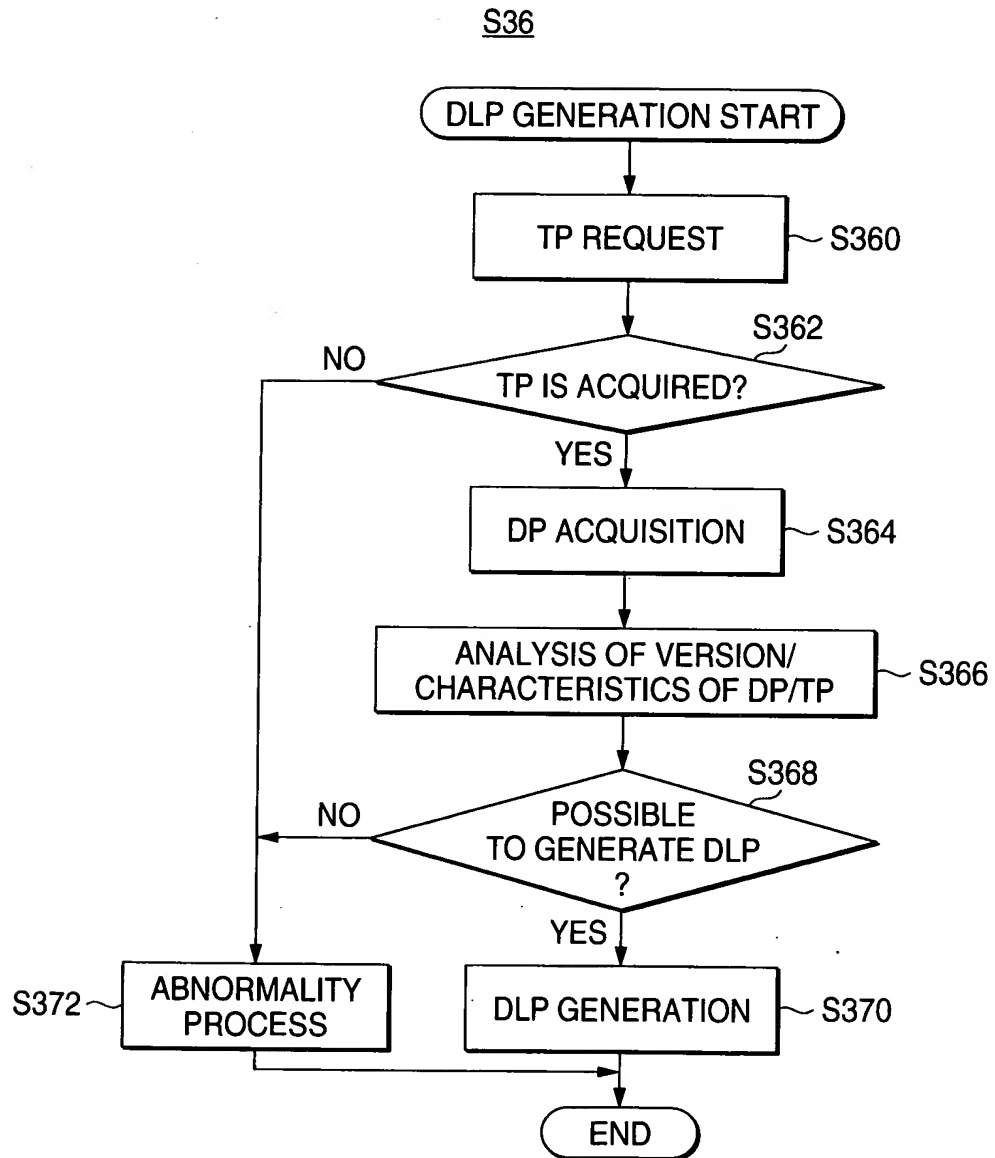 S36
DLP GENERATION START
TP REQUEST
S360
S362
NO
TP IS ACQUIRED?
YES
DP ACQUISITION
S364
ANALYSIS OF VERSION/
CHARACTERISTICS OF DP/TP
S366
S368
NO
POSSIBLE
TO GENERATE DLP
?
YES
S372
ABNORMALITY
PROCESS
DLP GENERATION
S370
END